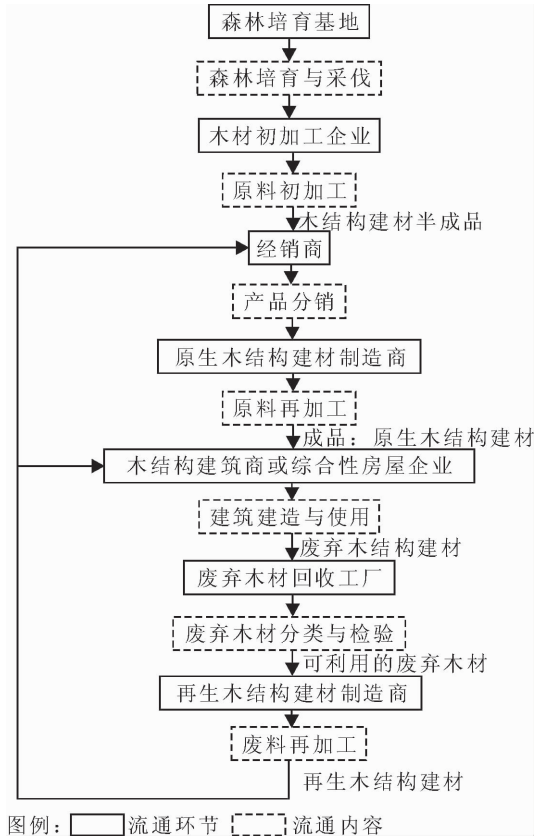 森林培育基地
森林培育与采伐
木材初加工企业
原料初加工
木结构建材半成品
经销商
产品分销
原生木结构建材制造商
原料再加工
成品：原生木结构建材
木结构建筑商或综合性房屋企业
建筑建造与使用
废弃木结构建材
废弃木材回收工厂
废弃木材分类与检验
可利用的废弃木材
再生木结构建材制造商
废料再加工
再生木结构建材
图例：流通环节 流通内容